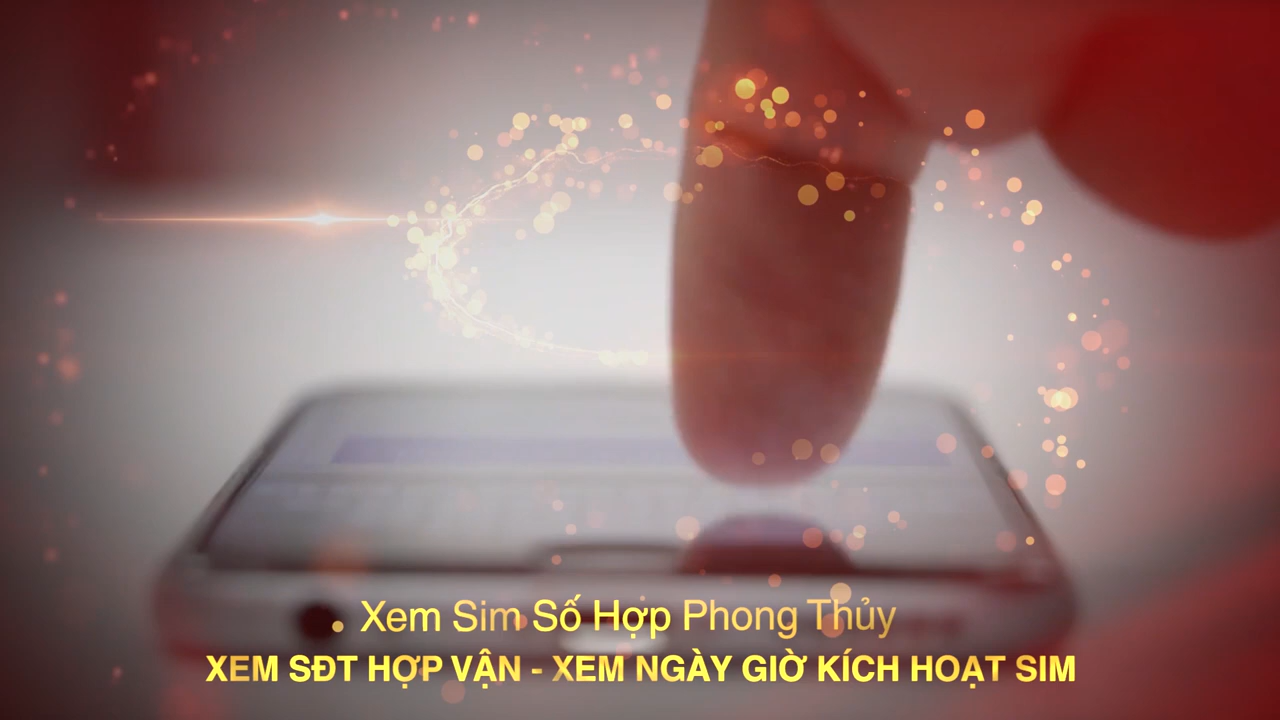 Xem Sim Số Hợp Phong Thủy
XEM SĐT HỢP VẬN - XEM NGÀY GIỜ KÍCH HOẠT SIM